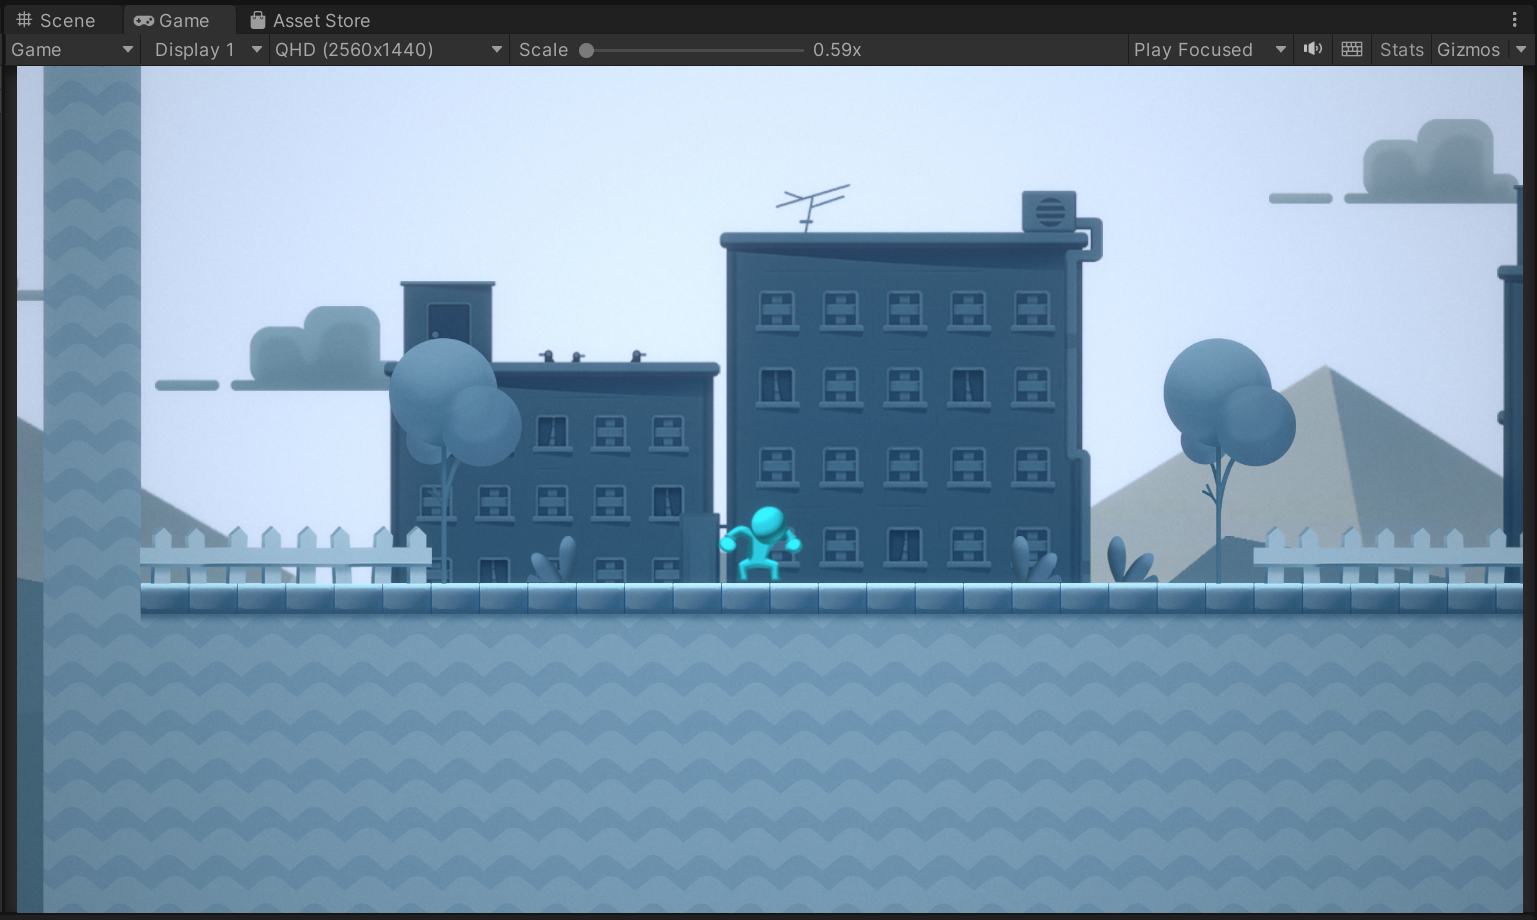 Scene Game Asset Store
Game Display 1 QHD (2560x1440) Scale 0.59x Play Focused Stats Gizmos